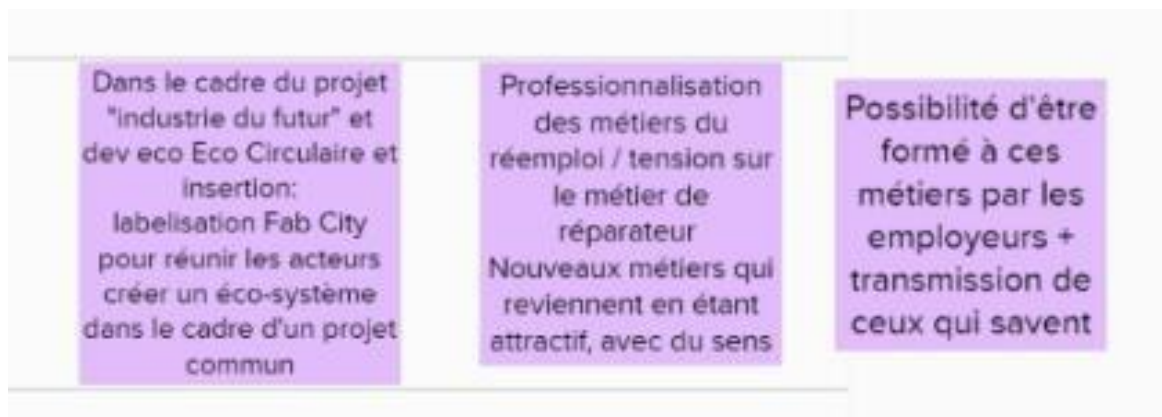 Dans le cadre du projet
"industrie du futur" et
dev eco Eco Circulaire et
insertion:
labelisation Fab City
pour réunir les acteurs
créer un éco-système
dans le cadre d'un projet
commun
Professionnalisation
des métiers du
réemploi / tension sur
le métier de
réparateur
Nouveaux métiers qui
reviennent en étant
attractif, avec du sens
Possibilité d'être
formé à ces
métiers par les
employeurs +
transmission de
ceux qui savent